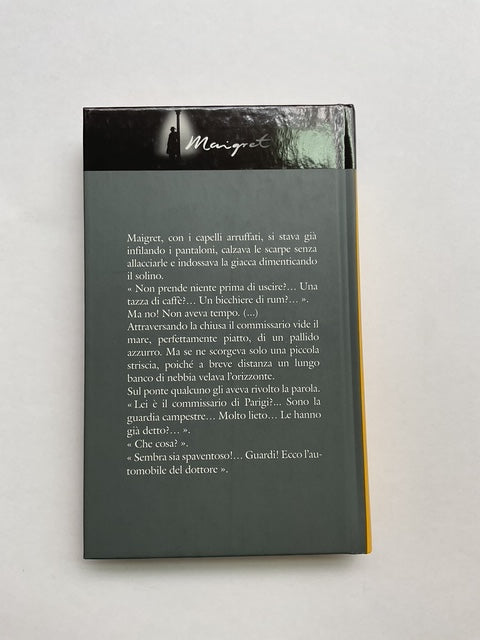 Maigret
Maigret, con i capelli arruffati, si stava già
infilando i pantaloni, calzava le scarpe senza
allacciarle e indossava la giacca dimenticando
il solino.
« Non prende niente prima di uscire?… Una
tazza di caffè?… Un bicchiere di rum?… ».
Ma no! Non aveva tempo. (...)
Attraversando la chiusa il commissario vide il
mare, perfettamente piatto, di un pallido
azzurro. Ma se ne scorgeva solo una piccola
striscia, poiché a breve distanza un lungo
banco di nebbia velava l'orizzonte.
Sul ponte qualcuno gli aveva rivolto la parola.
« Lei è il commissario di Parigi?... Sono la
guardia campestre… Molto lieto… Le hanno
già detto?… ».
« Che cosa? ».
« Sembra sia spaventoso!… Guardi! Ecco l'au-
tomobile del dottore ».